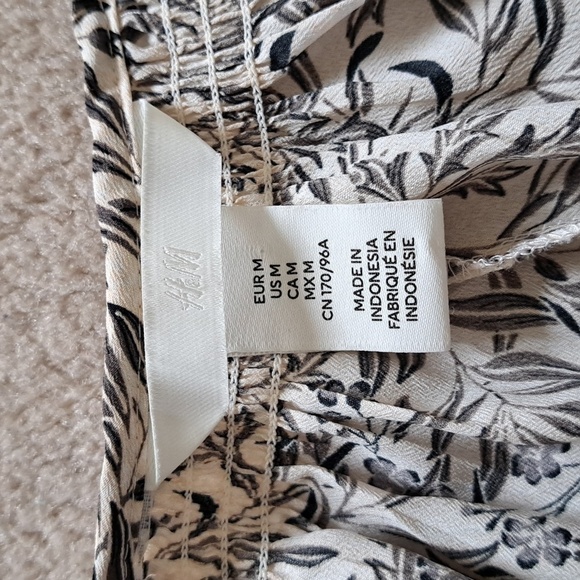 H&M
EUR M
US M
CA M
MX M
CN 170/96A
MADE IN
INDONESIA
FABRIQUÉ EN
INDONÉSIE